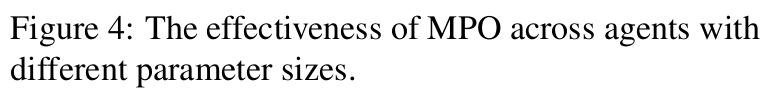 Figure 4: The effectiveness of MPO across agents with
different parameter sizes.